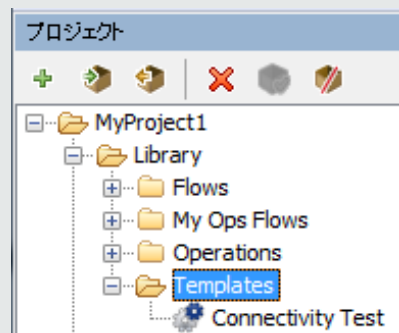 プロジェクト
MyProject1
Library
Flows
My Ops Flows
Operations
Templates
Connectivity Test